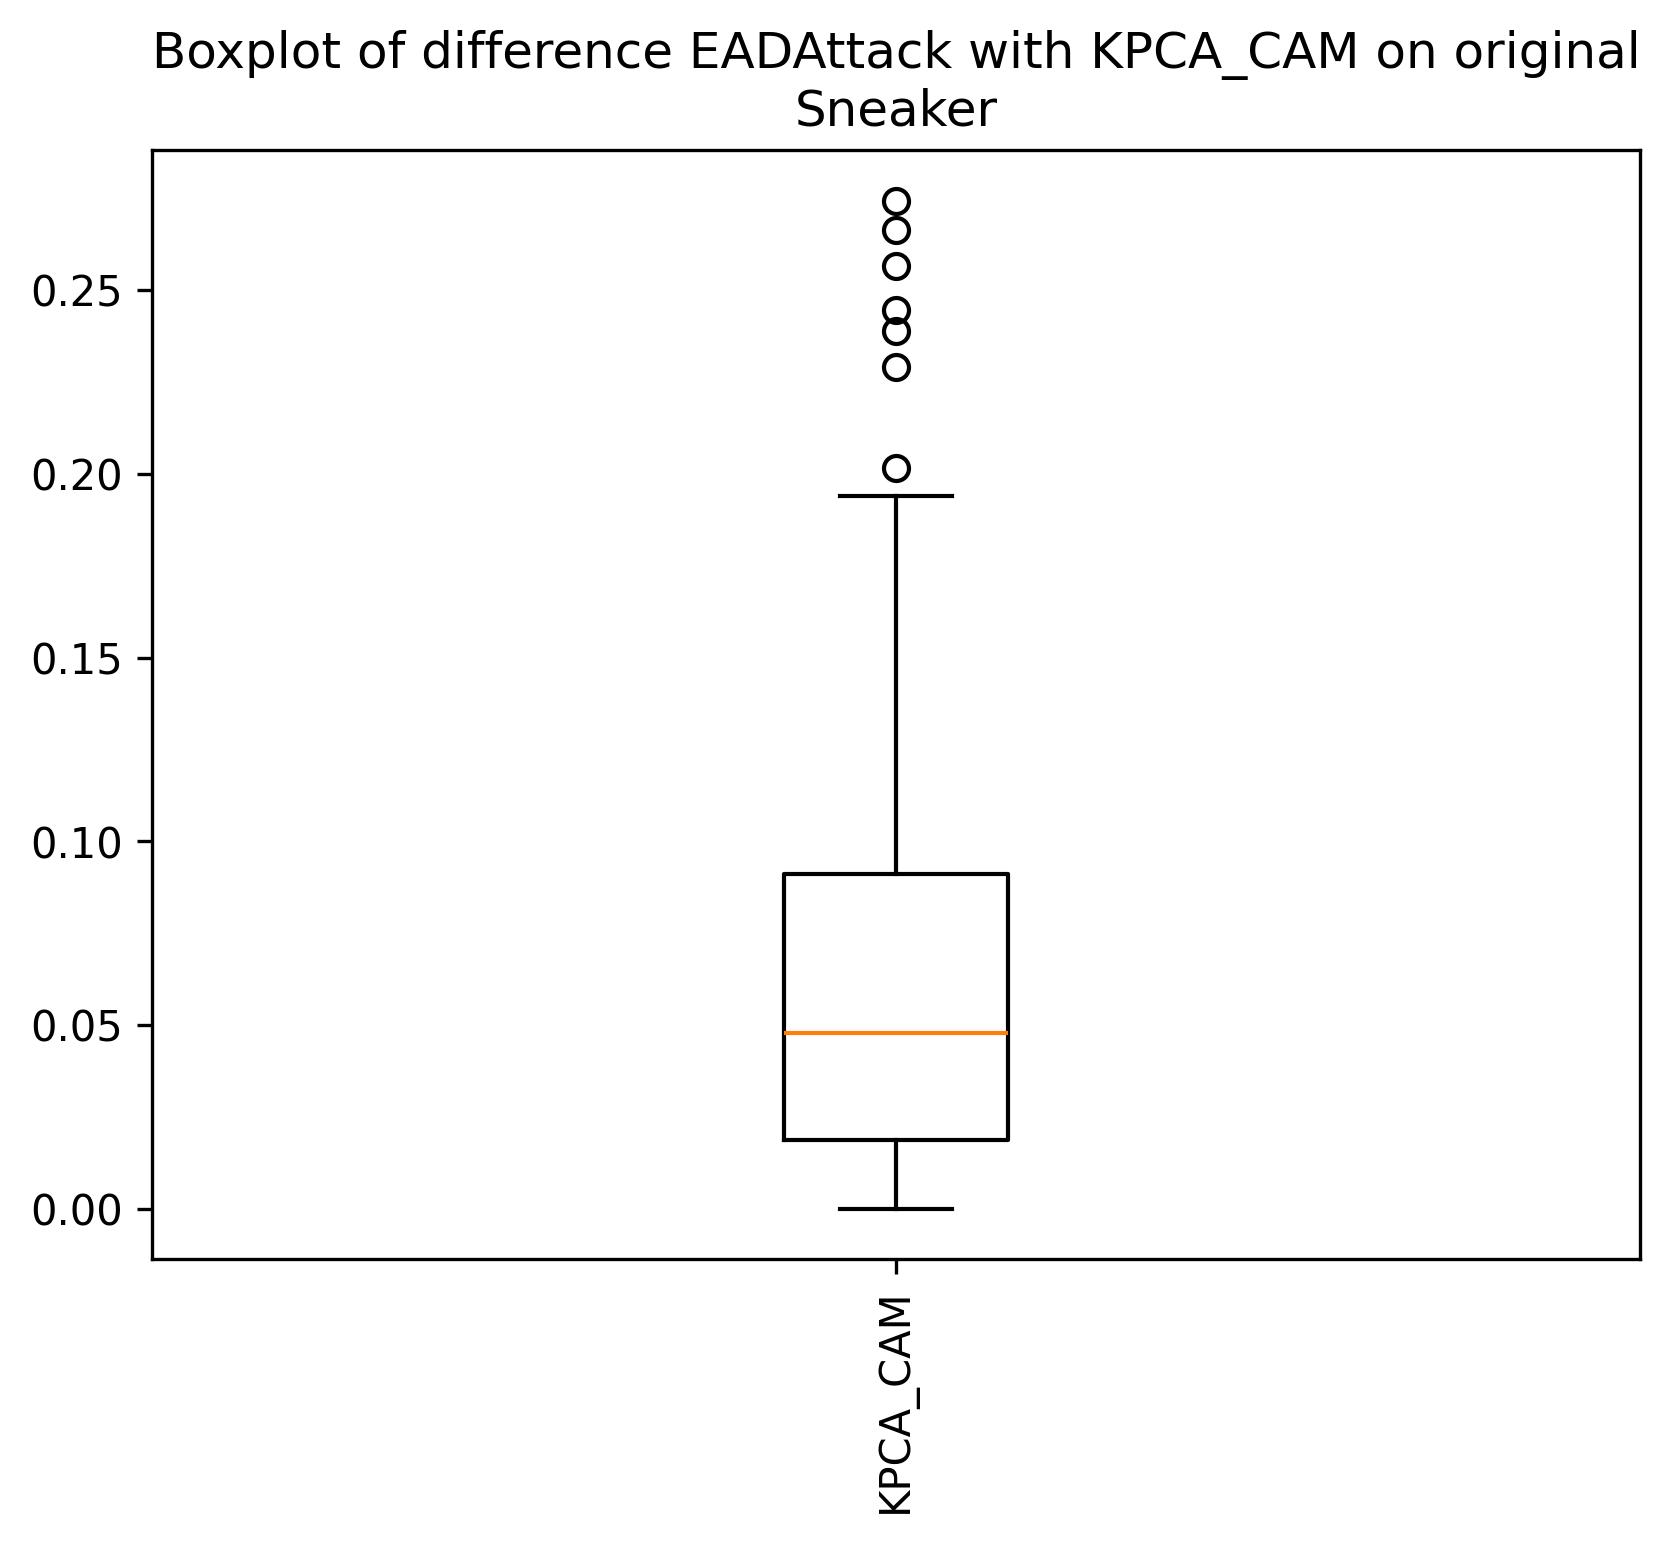 Boxplot of difference EADAttack with KPCA_CAM on original
Sneaker
0.25
0.20
0.15
0.10
0.05
0.00
KPCA_CAM